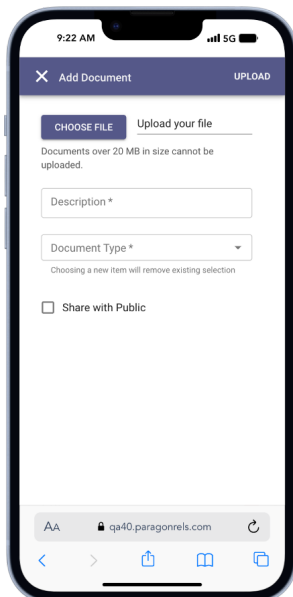 9:22 AM 5G
Add Document UPLOAD
CHOOSE FILE Upload your file
Documents over 20 MB in size cannot be
uploaded.
Description *
Document Type *
Choosing a new item will remove existing selection
Share with Public
AA qa40.paragonrels.com